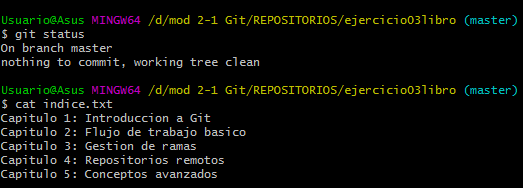 Usuario@Asus MINGW64 /d/mod 2-1 Git/REPOSITORIOS/ejercicio03libro (master)
$ git status
On branch master
nothing to commit, working tree clean
Usuario@Asus MINGW64 /d/mod 2-1 Git/REPOSITORIOS/ejercicio03libro (master)
$ cat indice.txt
Capitulo 1: Introduccion a Git
Capitulo 2: Flujo de trabajo basico
Capitulo 3: Gestion de ramas
Capitulo 4: Repositorios remotos
Capitulo 5: Conceptos avanzados